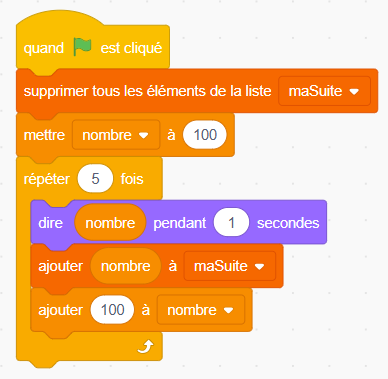 quand est cliqué
supprimer tous les éléments de la liste maSuite
mettre nombre à 100
répéter 5 fois
dire nombre pendant 1 secondes
ajouter nombre à maSuite
ajouter 100 à nombre